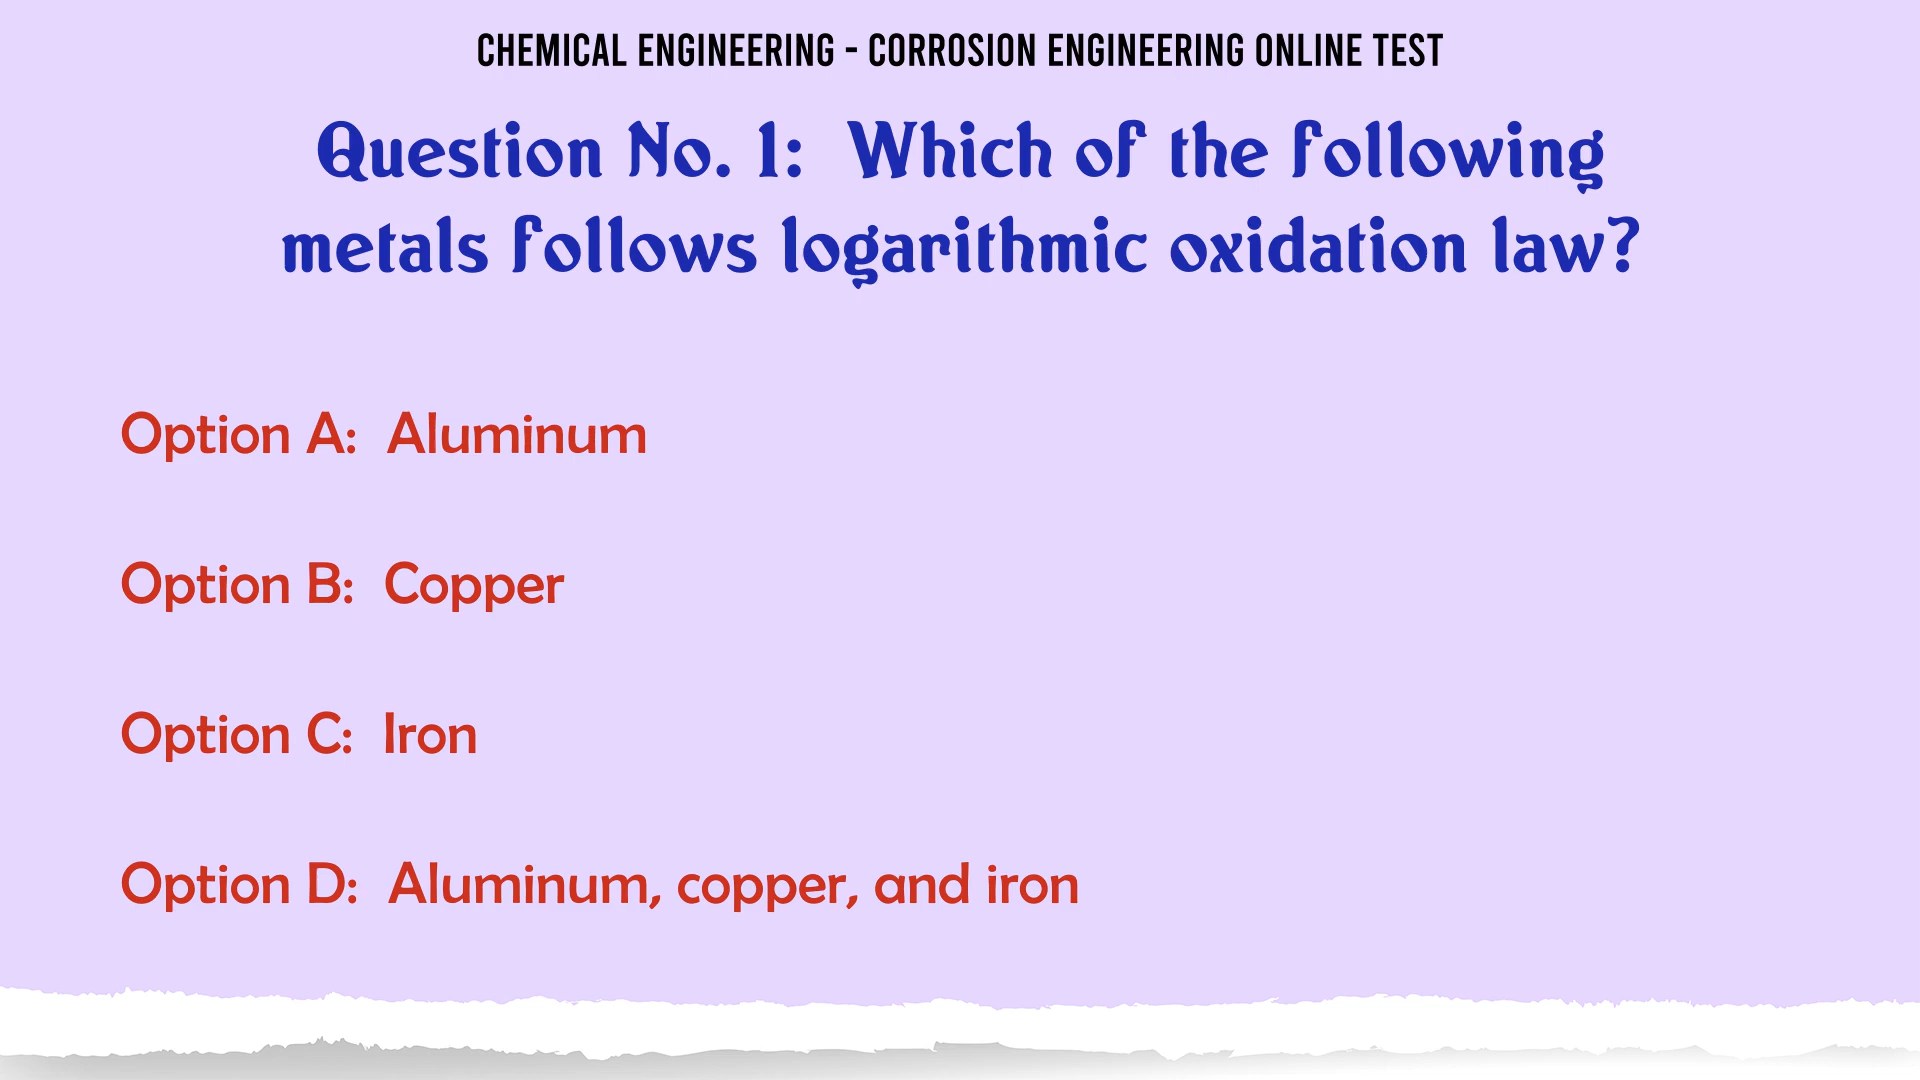 CHEMICAL ENGINEERING - CORROSION ENGINEERING ONLINE TEST
Question No. 1: Which of the following
metals follows logarithmic oxidation law?
Option A: Aluminum
Option B: Copper
Option C: Iron
Option D: Aluminum, copper, and iron